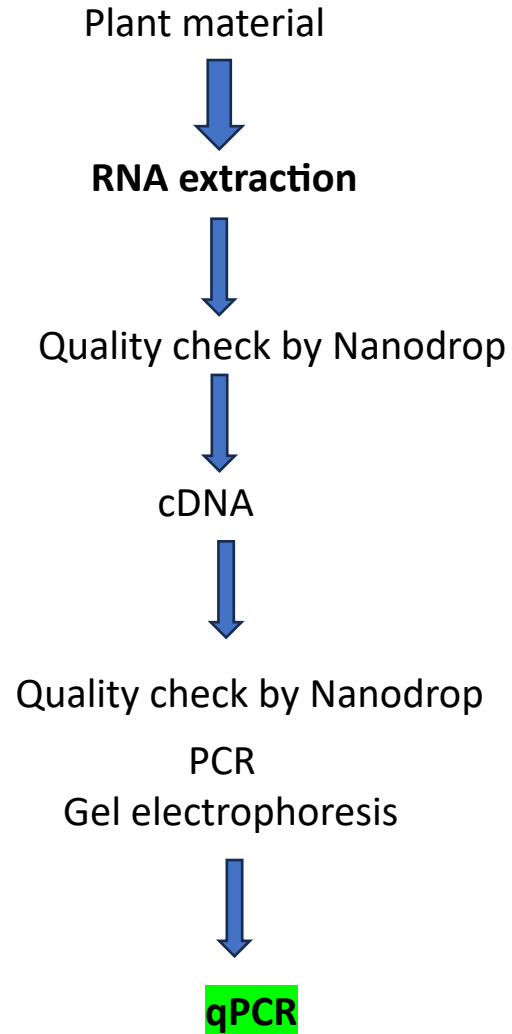 Plant material
RNA extraction
Quality check by Nanodrop
cDNA
Quality check by Nanodrop
PCR
Gel electrophoresis
qPCR